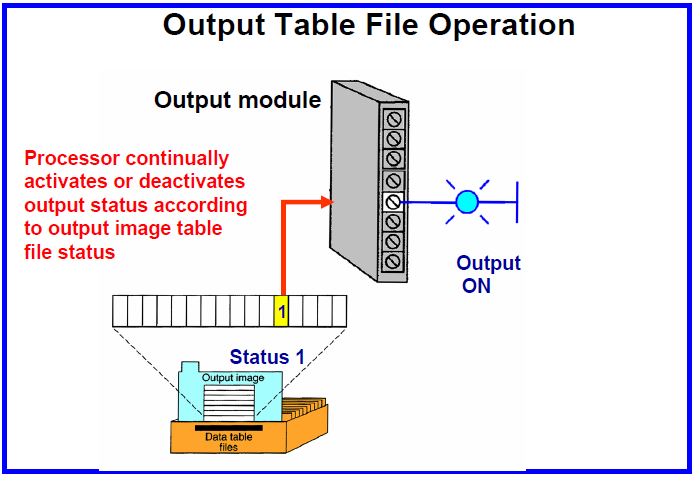 Output Table File Operation
Output module
Processor continually
activates or deactivates
output status according
to output image table
file status
Output
ON
1
Status 1
Output image
Data table
files